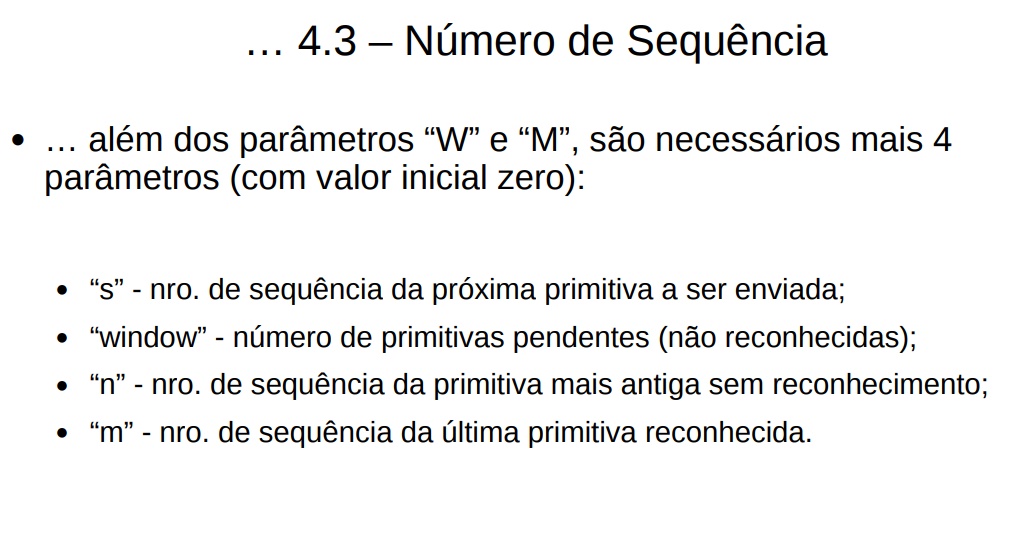 … 4.3 – Número de Sequência
• … além dos parâmetros “W” e “M”, são necessários mais 4
parâmetros (com valor inicial zero):
• “s” - nro. de sequência da próxima primitiva a ser enviada;
• “window” - número de primitivas pendentes (não reconhecidas);
• “n” - nro. de sequência da primitiva mais antiga sem reconhecimento;
• “m” - nro. de sequência da última primitiva reconhecida.